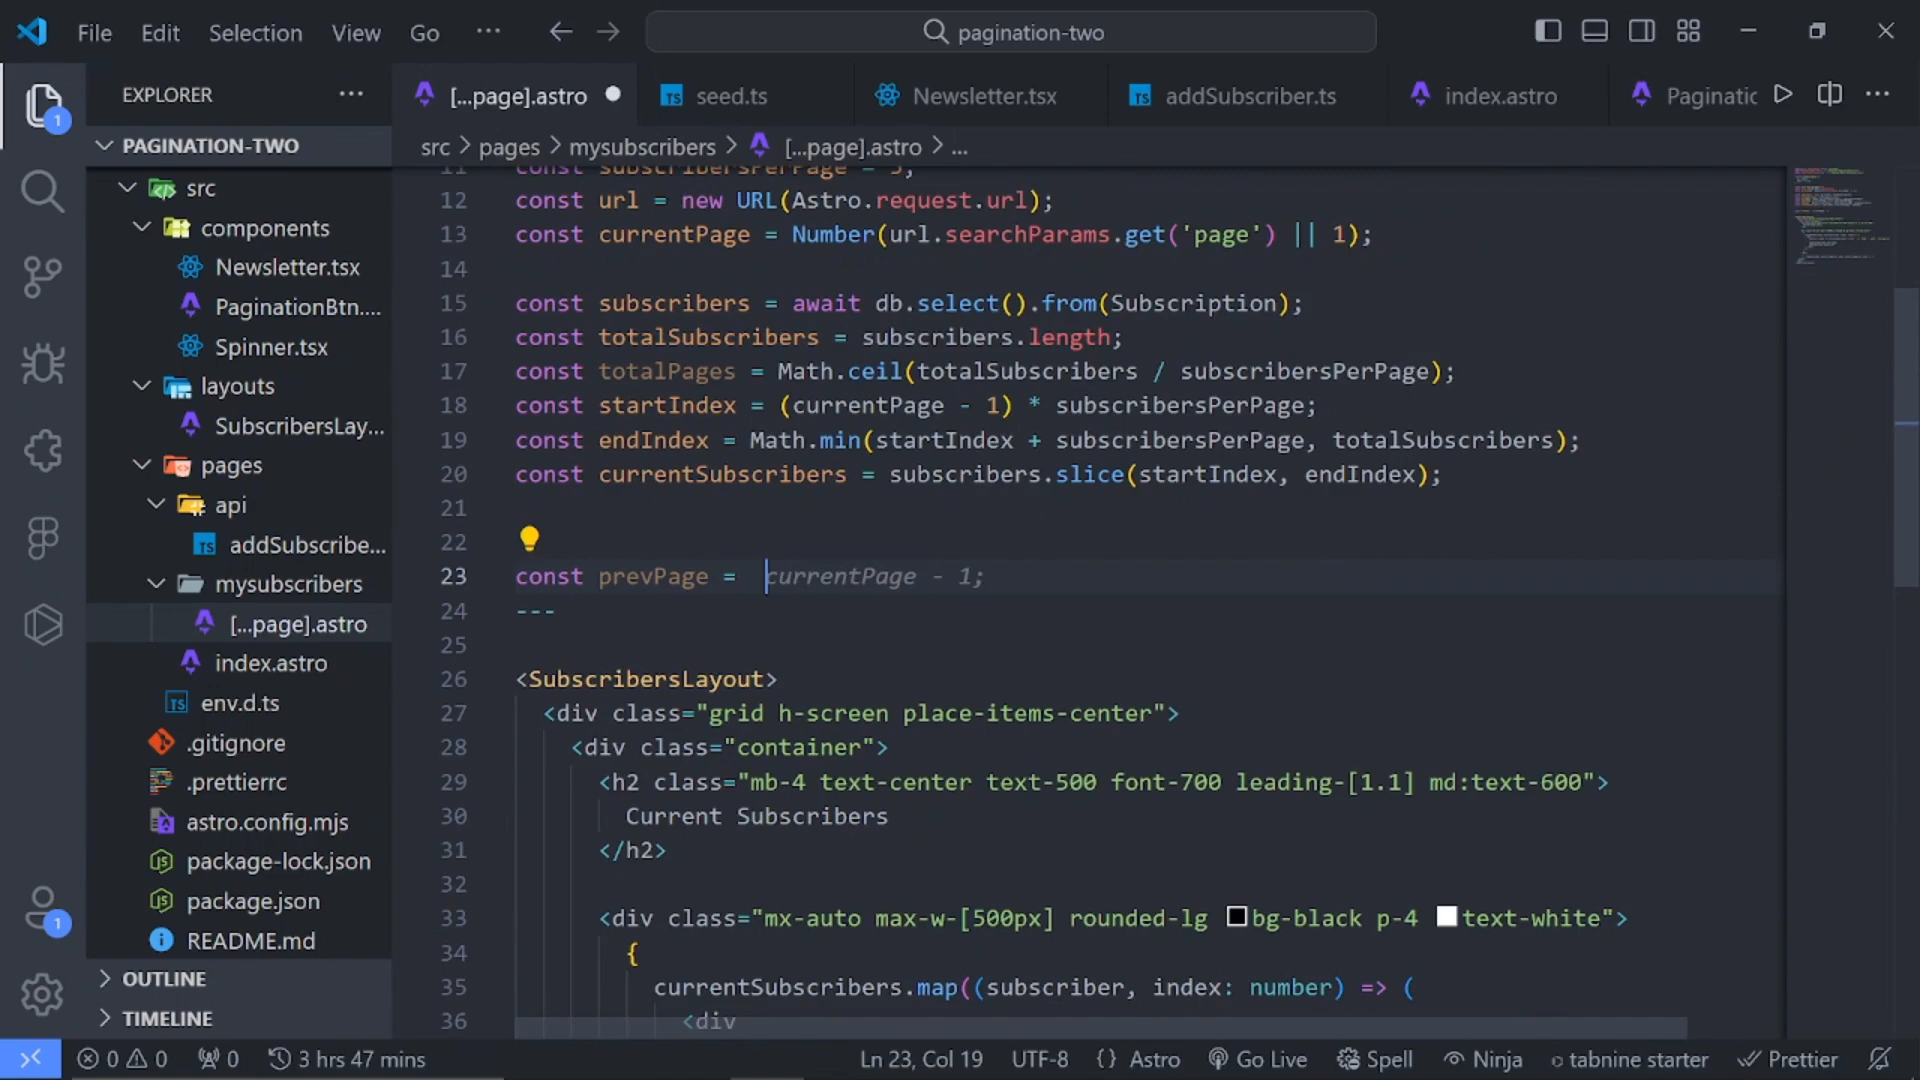 File Edit Selection View Go ... pagination-two
EXPLORER ...
[...page].astro seed.ts Newsletter.tsx addSubscriber.ts index.astro Paginatic ...
PAGINATION-TWO
src
components
Newsletter.tsx
PaginationBtn....
Spinner.tsx
layouts
SubscribersLay...
pages
api
addSubscribe...
mysubscribers
[...page].astro
index.astro
env.d.ts
.gitignore
.prettierrc
astro.config.mjs
package-lock.json
package.json
README.md
OUTLINE
TIMELINE
1
1
src > pages > mysubscribers > [...page].astro > ...
11 const subscribersPerPage = 5;
12 const url = new URL(Astro.request.url);
13 const currentPage = Number(url.searchParams.get('page') || 1);
14
15 const subscribers = await db.select().from(Subscription);
16 const totalSubscribers = subscribers.length;
17 const totalPages = Math.ceil(totalSubscribers / subscribersPerPage);
18 const startIndex = (currentPage - 1) * subscribersPerPage;
19 const endIndex = Math.min(startIndex + subscribersPerPage, totalSubscribers);
20 const currentSubscribers = subscribers.slice(startIndex, endIndex);
21
22
23 const prevPage = currentPage - 1;
24 ---
25
26 <SubscribersLayout>
27 <div class="grid h-screen place-items-center">
28 <div class="container">
29 <h2 class="mb-4 text-center text-500 font-700 leading-[1.1] md:text-600">
30 Current Subscribers
31 </h2>
32
33 <div class="mx-auto max-w-[500px] rounded-lg bg-black p-4 text-white">
34 {
35 currentSubscribers.map((subscriber, index: number) => (
36 <div
0 0 0 3 hrs 47 mins Ln 23, Col 19 UTF-8 {} Astro Go Live Spell Ninja tabnine starter Prettier